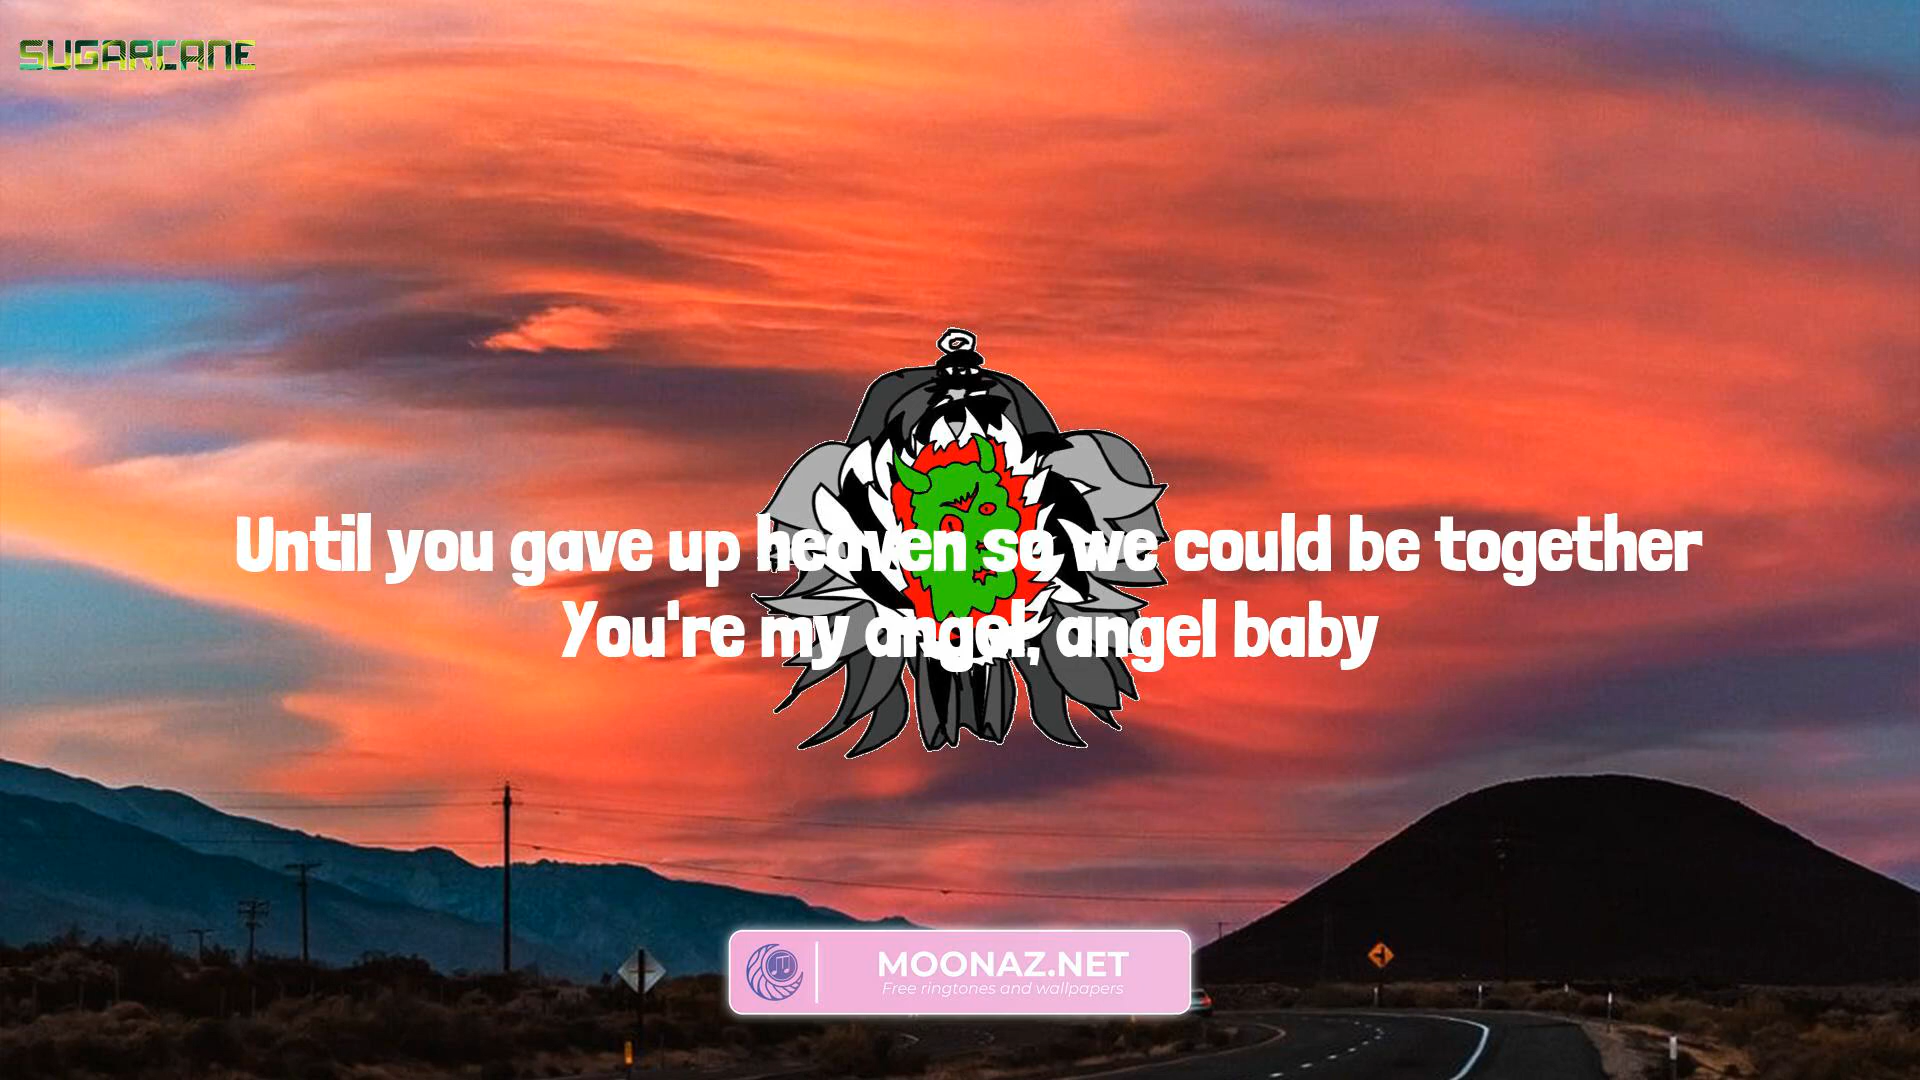 SUGARCANE
Until you gave up heaven so we could be together
You're my angel, angel baby
MOONAZ.NET
Free ringtones and wallpapers